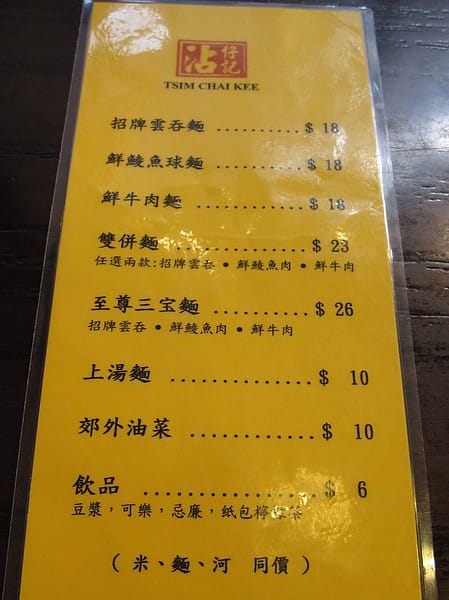 沾仔記
TSIM CHAI KEE
招牌雲吞麵 .......... $ 18
鮮鯪魚球麵 .......... $ 18
鮮牛肉麵 ............ $ 18
雙併麵 .............. $ 23
任選兩款:招牌雲吞 • 鮮鯪魚肉 • 鮮牛肉
至尊三宝麵 .......... $ 26
招牌雲吞 • 鮮鯪魚肉 • 鮮牛肉
上湯麵 .............. $ 10
郊外油菜 ............ $ 10
飲品 ................ $ 6
豆漿,可樂,忌廉,紙包檸檬茶
( 米、麵、河 同價 )